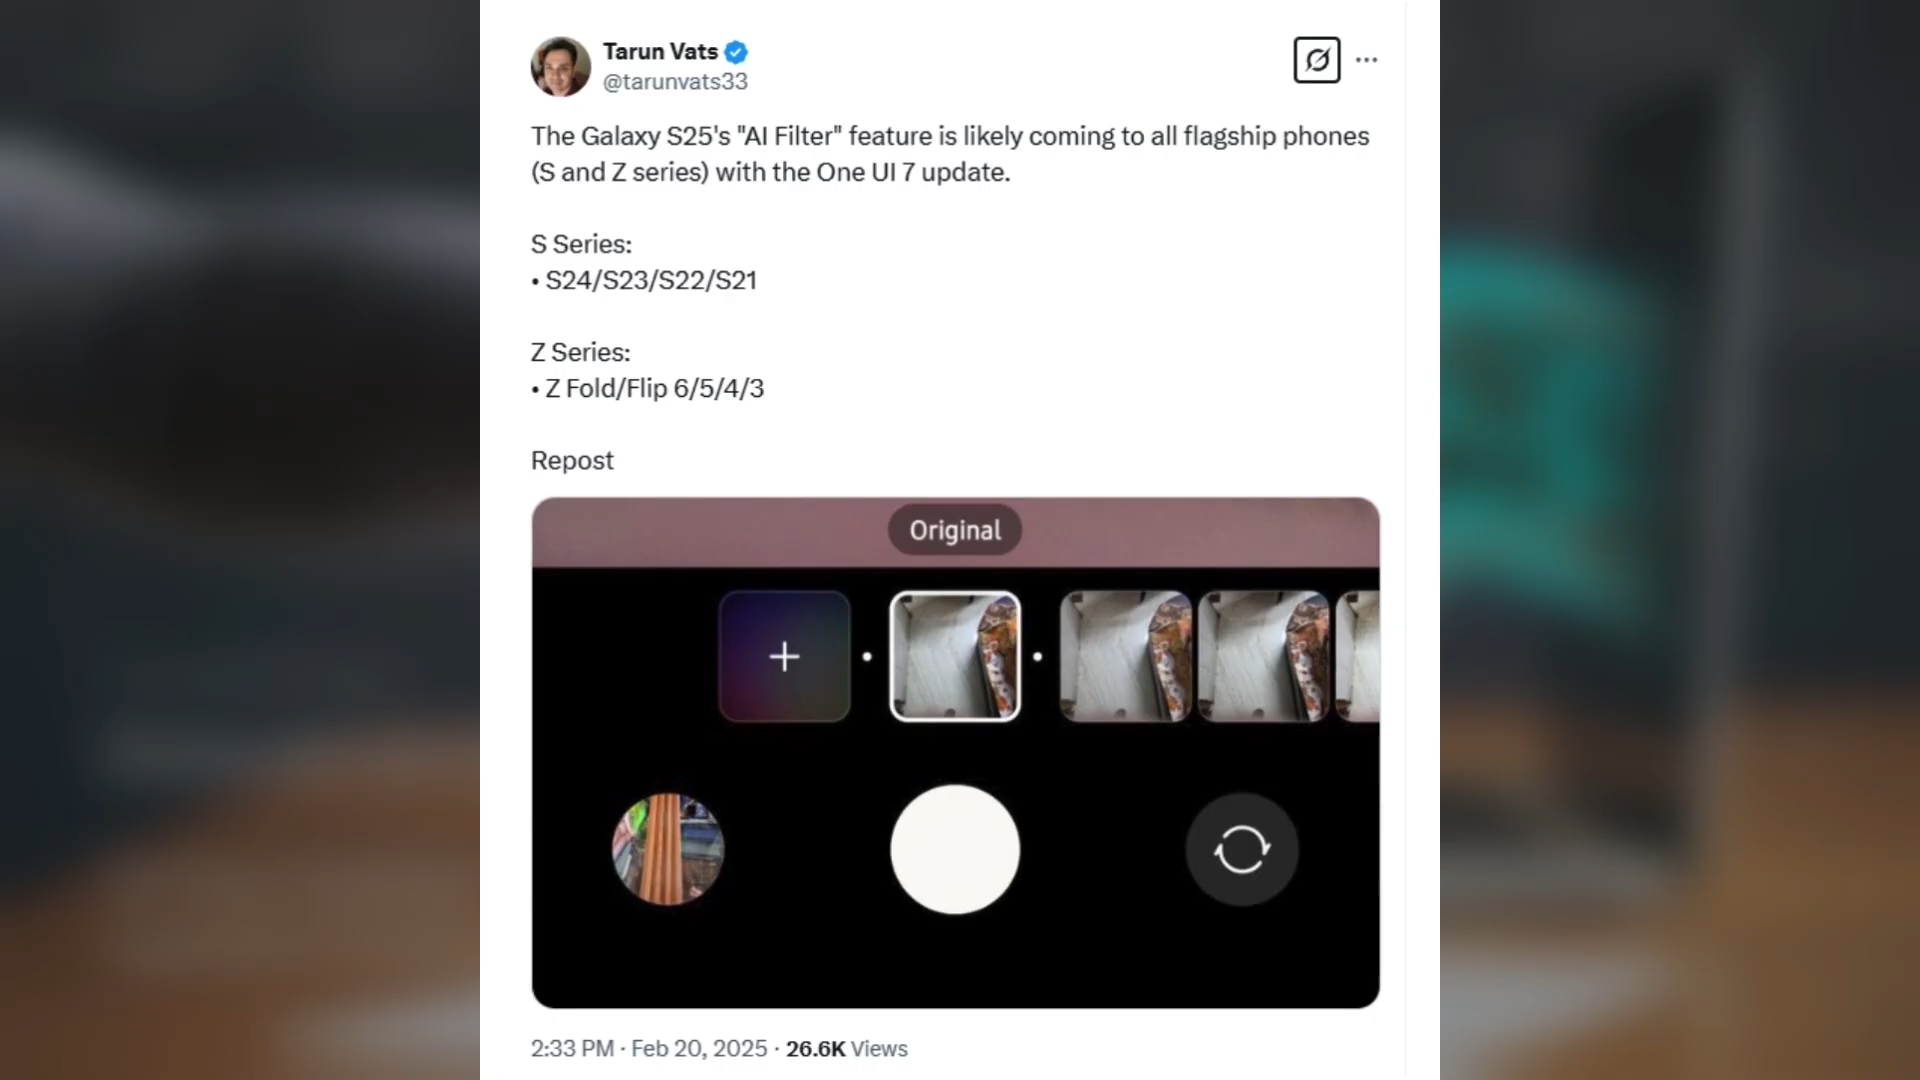 Tarun Vats
@tarunvats33
The Galaxy S25's "AI Filter" feature is likely coming to all flagship phones
(S and Z series) with the One UI 7 update.
S Series:
• S24/S23/S22/S21
Z Series:
• Z Fold/Flip 6/5/4/3
Repost
Original
2:33 PM · Feb 20, 2025 · 26.6K Views